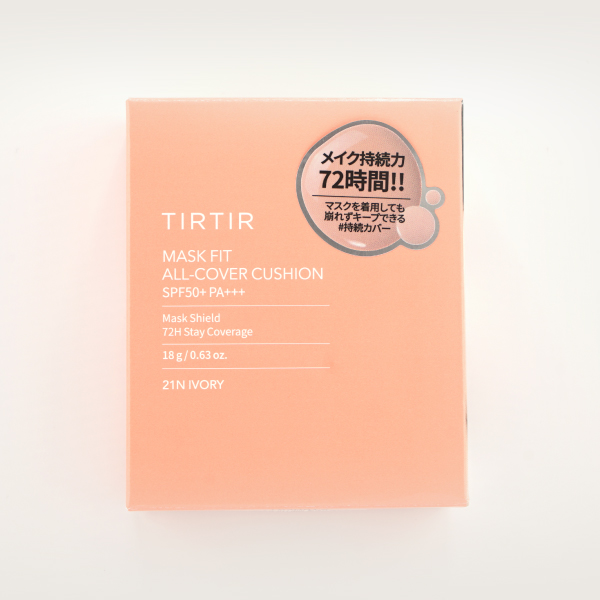 メイク持続力
72時間!!
マスクを着用しても
崩れずキープできる
#持続カバー
TIRTIR
MASK FIT
ALL-COVER CUSHION
SPF50+ PA+++
Mask Shield
72H Stay Coverage
18 g / 0.63 oz.
21N IVORY